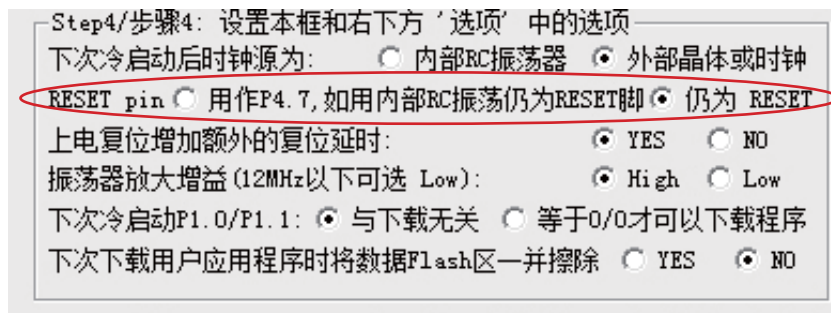 Step4/步骤4: 设置本框和右下方 '选项' 中的选项
下次冷启动后时钟源为: 内部RC振荡器 外部晶体或时钟
RESET pin 用作P4.7,如用内部RC振荡仍为RESET脚 仍为 RESET
上电复位增加额外的复位延时: YES NO
振荡器放大增益(12MHz以下可选 Low): High Low
下次冷启动P1.0/P1.1: 与下载无关 等于0/0才可以下载程序
下次下载用户应用程序时将数据Flash区一并擦除 YES NO